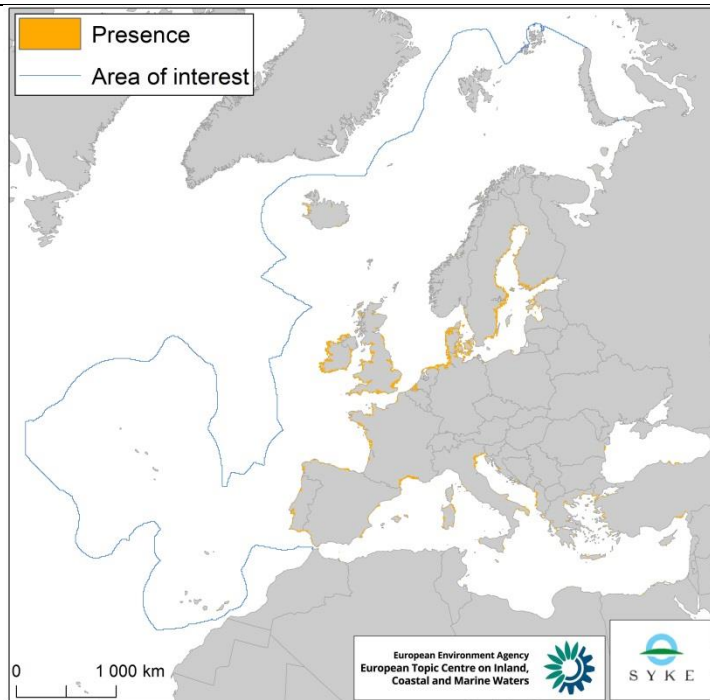 Presence
Area of interest
0 1 000 km
European Environment Agency
European Topic Centre on Inland,
Coastal and Marine Waters
S Y K E